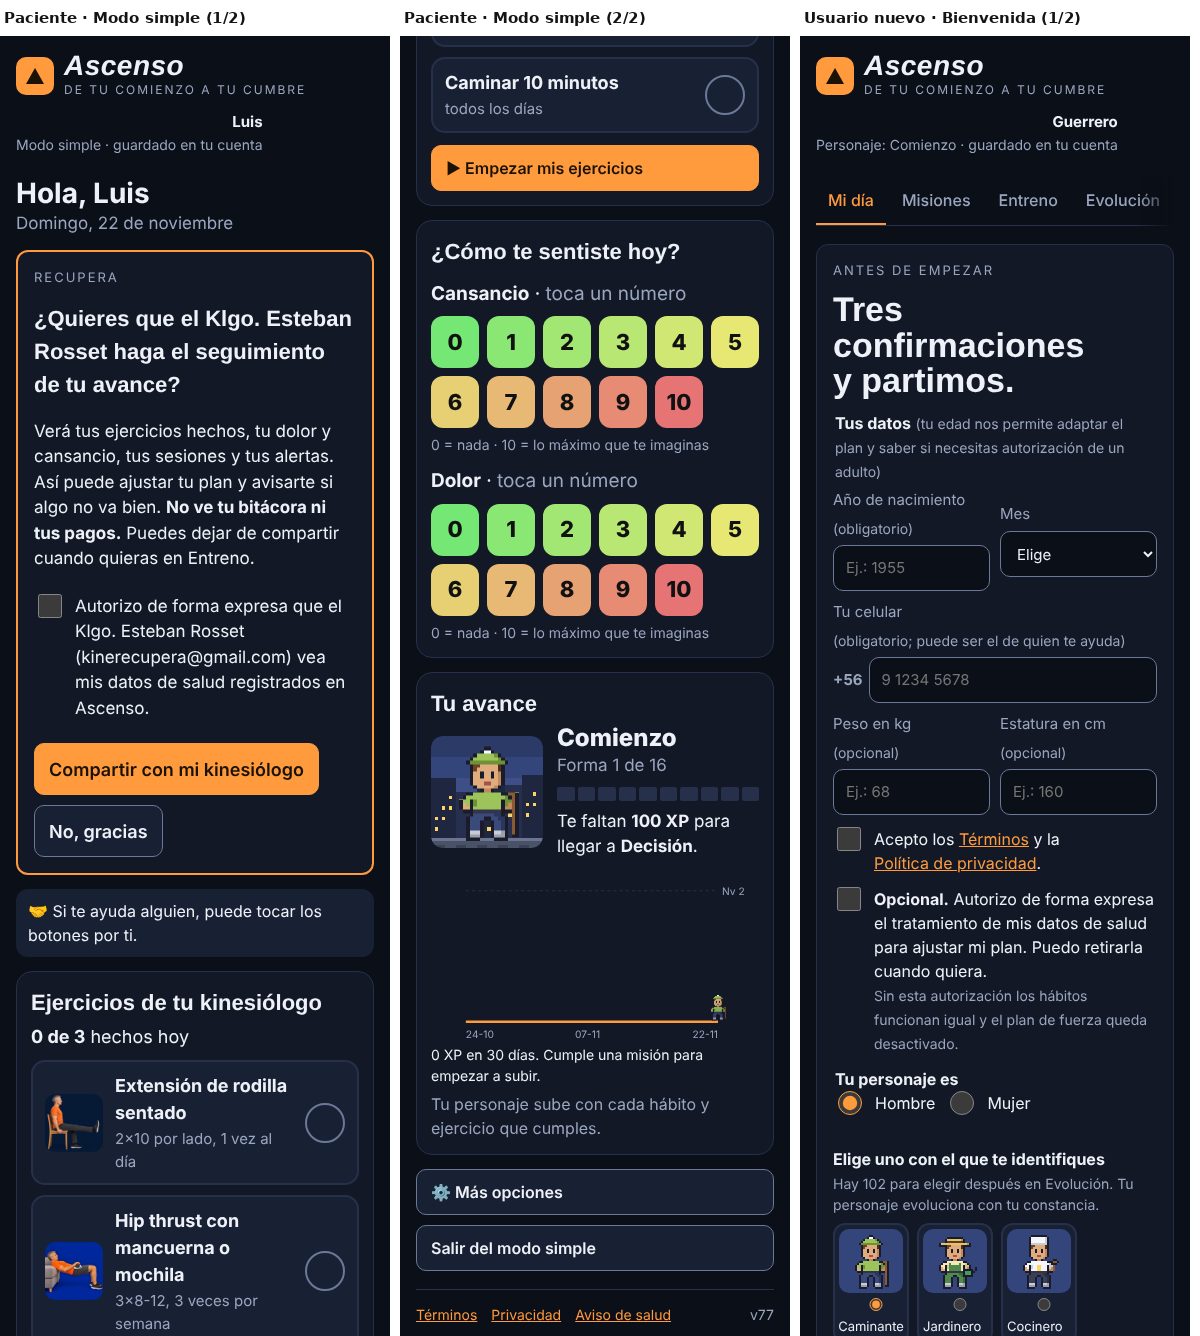 Paciente · Modo simple (1/2)
Ascenso
DE TU COMIENZO A TU CUMBRE
Luis
Modo simple · guardado en tu cuenta
Hola, Luis
Domingo, 22 de noviembre
RECUPERA
¿Quieres que el Klgo. Esteban
Rosset haga el seguimiento
de tu avance?
Verá tus ejercicios hechos, tu dolor y
cansancio, tus sesiones y tus alertas.
Así puede ajustar tu plan y avisarte si
algo no va bien. No ve tu bitácora ni
tus pagos. Puedes dejar de compartir
cuando quieras en Entreno.
Autorizo de forma expresa que el
Klgo. Esteban Rosset
(kinerecupera@gmail.com) vea
mis datos de salud registrados en
Ascenso.
Compartir con mi kinesiólogo
No, gracias
🤝 Si te ayuda alguien, puede tocar los
botones por ti.
Ejercicios de tu kinesiólogo
0 de 3 hechos hoy
Extensión de rodilla
sentado
2×10 por lado, 1 vez al
día
Hip thrust con
mancuerna o
mochila
3×8-12, 3 veces por
semana
Paciente · Modo simple (2/2)
Caminar 10 minutos
todos los días
▶ Empezar mis ejercicios
¿Cómo te sentiste hoy?
Cansancio · toca un número
0 1 2 3 4 5
6 7 8 9 10
0 = nada · 10 = lo máximo que te imaginas
Dolor · toca un número
0 1 2 3 4 5
6 7 8 9 10
0 = nada · 10 = lo máximo que te imaginas
Tu avance
Comienzo
Forma 1 de 16
Te faltan 100 XP para
llegar a Decisión.
Nv 2
24-10 07-11 22-11
0 XP en 30 días. Cumple una misión para
empezar a subir.
Tu personaje sube con cada hábito y
ejercicio que cumples.
⚙️ Más opciones
Salir del modo simple
Términos Privacidad Aviso de salud v77
Usuario nuevo · Bienvenida (1/2)
Ascenso
DE TU COMIENZO A TU CUMBRE
Guerrero
Personaje: Comienzo · guardado en tu cuenta
Mi día Misiones Entreno Evolución
ANTES DE EMPEZAR
Tres
confirmaciones
y partimos.
Tus datos (tu edad nos permite adaptar el
plan y saber si necesitas autorización de un
adulto)
Año de nacimiento
(obligatorio)
Ej.: 1955
Mes
Elige
Tu celular
(obligatorio; puede ser el de quien te ayuda)
+56 9 1234 5678
Peso en kg
(opcional)
Ej.: 68
Estatura en cm
(opcional)
Ej.: 160
Acepto los Términos y la
Política de privacidad.
Opcional. Autorizo de forma expresa
el tratamiento de mis datos de salud
para ajustar mi plan. Puedo retirarla
cuando quiera.
Sin esta autorización los hábitos
funcionan igual y el plan de fuerza queda
desactivado.
Tu personaje es
Hombre Mujer
Elige uno con el que te identifiques
Hay 102 para elegir después en Evolución. Tu
personaje evoluciona con tu constancia.
Caminante Jardinero Cocinero